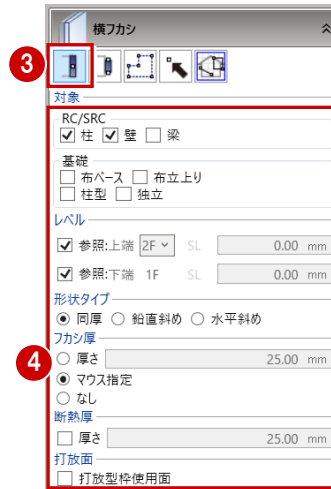 横フカシ
3
対象
RC/SRC
柱 壁 梁
基礎
布ベース 布立上り
柱型 独立
レベル
参照:上端 2F SL 0.00 mm
参照:下端 1F SL 0.00 mm
形状タイプ
同厚 鉛直斜め 水平斜め
フカシ厚
4 厚さ 25.00 mm
マウス指定
なし
断熱厚
厚さ 25.00 mm
打放面
打放型枠使用面